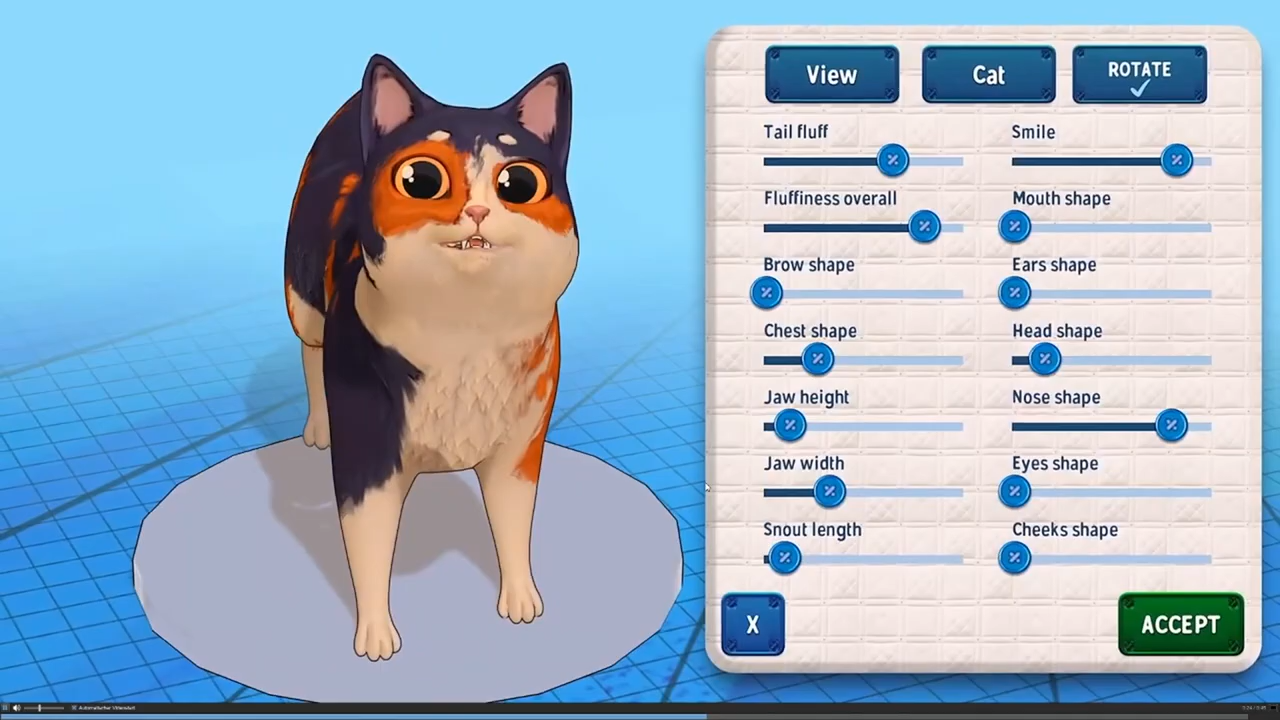 View
Cat
ROTATE
Tail fluff
Smile
Fluffiness overall
Mouth shape
Brow shape
Ears shape
Chest shape
Head shape
Jaw height
Nose shape
Jaw width
Eyes shape
Snout length
Cheeks shape
X
ACCEPT